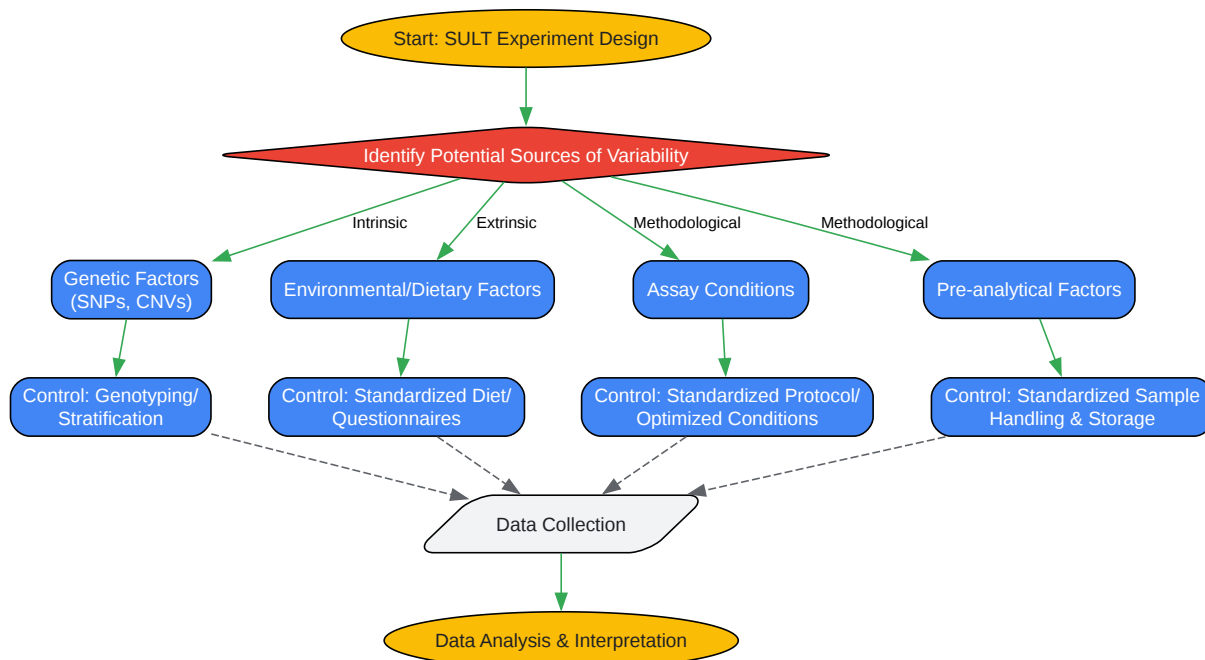 Start: SULT Experiment Design
Identify Potential Sources of Variability
Intrinsic
Extrinsic
Methodological
Methodological
Genetic Factors
(SNPs, CNVs)
Environmental/Dietary Factors
Assay Conditions
Pre-analytical Factors
Control: Genotyping/
Stratification
Control: Standardized Diet/
Questionnaires
Control: Standardized Protocol/
Optimized Conditions
Control: Standardized Sample
Handling & Storage
Data Collection
Data Analysis & Interpretation